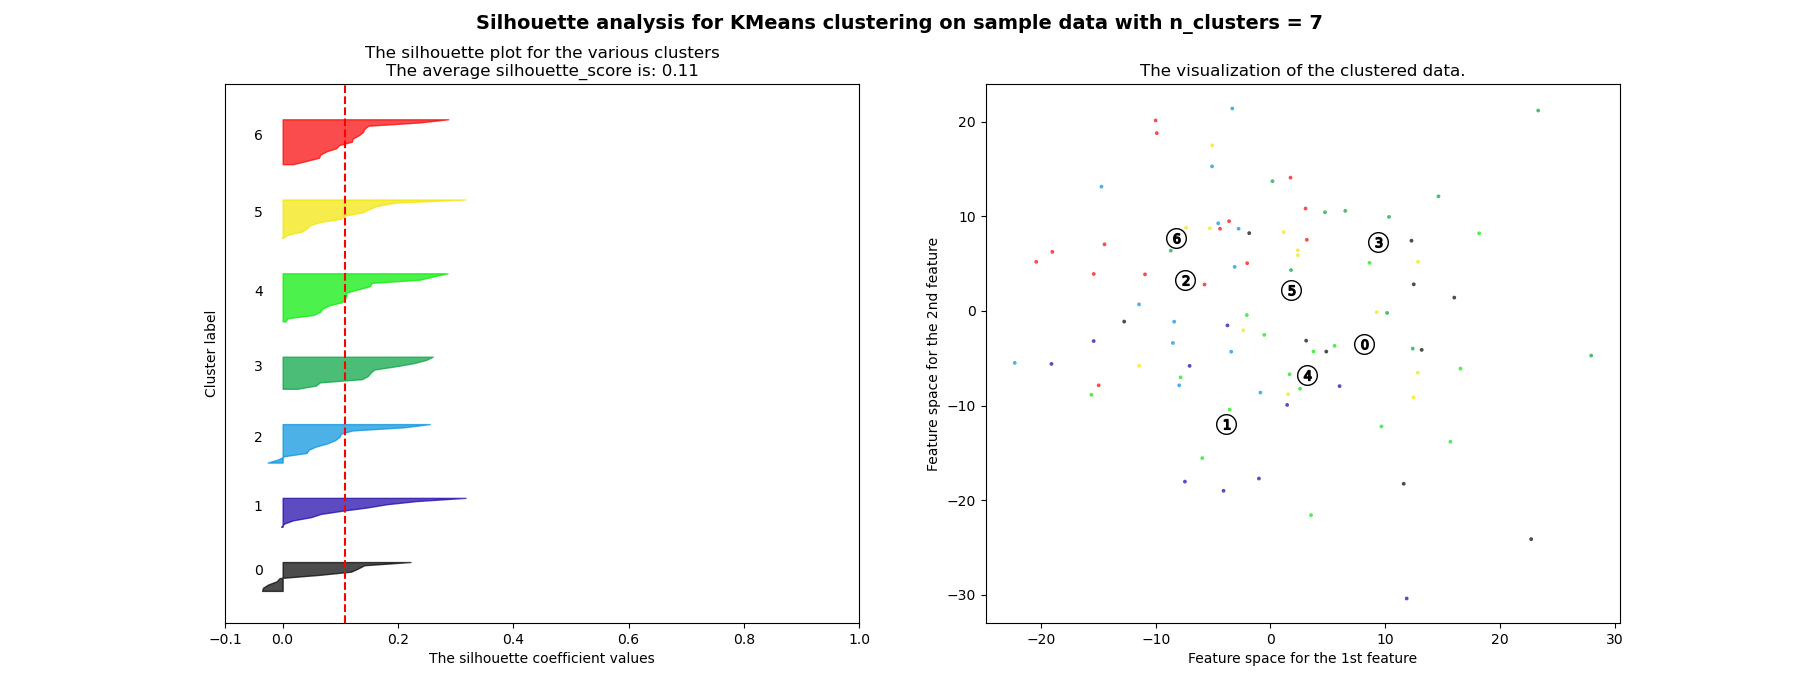 Silhouette analysis for KMeans clustering on sample data with n_clusters = 7
The silhouette plot for the various clusters
The average silhouette_score is: 0.11
6
5
4
3
2
1
0
Cluster label
−0.1 0.0 0.2 0.4 0.6 0.8 1.0
The silhouette coefficient values
The visualization of the clustered data.
20
10
0
−10
−20
−30
Feature space for the 2nd feature
6
3
2
5
0
4
1
−20 −10 0 10 20 30
Feature space for the 1st feature